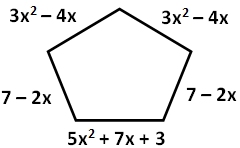 3x² – 4x
3x² – 4x
7 – 2x
7 – 2x
5x² + 7x + 3